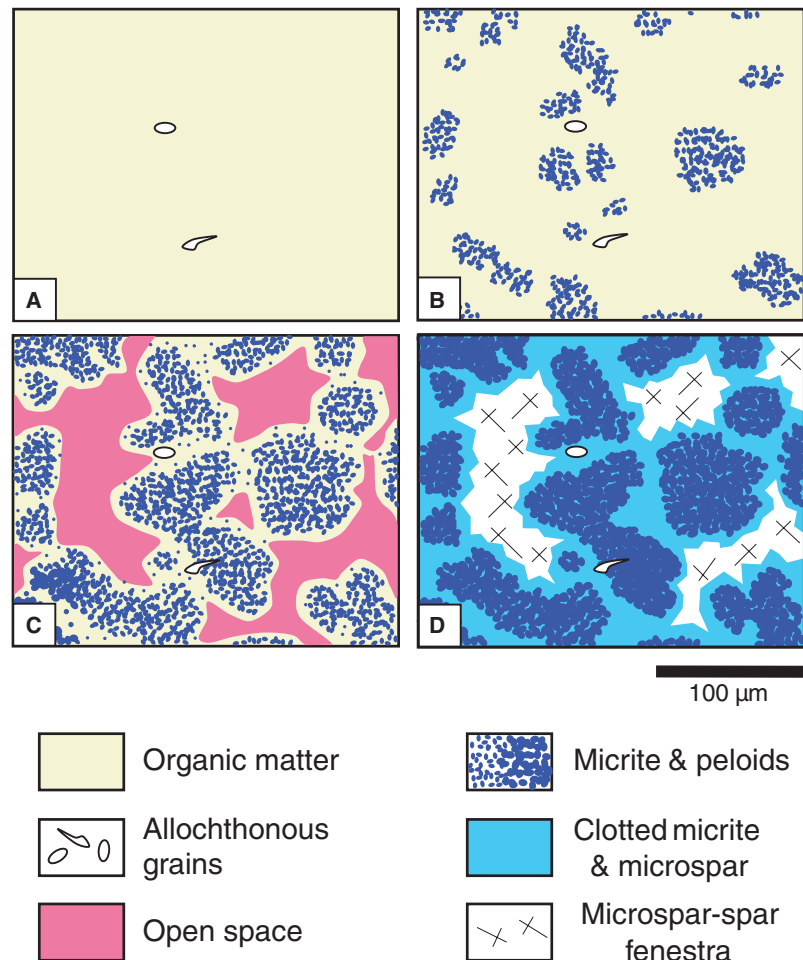 A
B
C
D
100 µm
Organic matter
Allochthonous
grains
Open space
Micrite & peloids
Clotted micrite
& microspar
Microspar-spar
fenestra